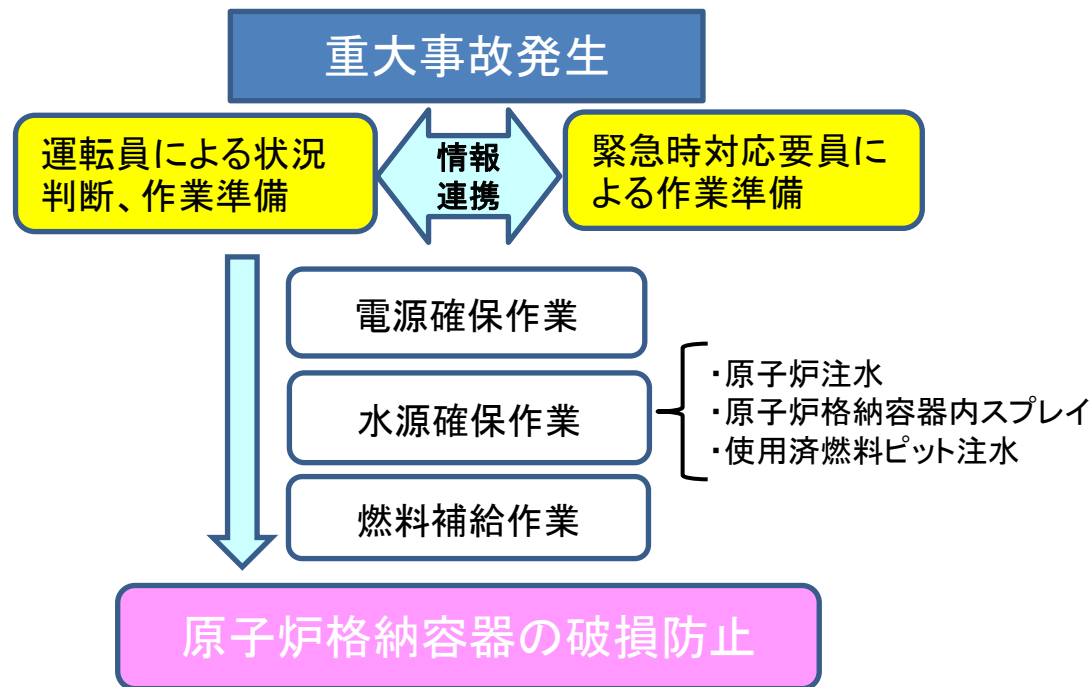 重大事故発生
運転員による状況
判断、作業準備
情報
連携
緊急時対応要員に
よる作業準備
電源確保作業
水源確保作業
・原子炉注水
・原子炉格納容器内スプレイ
・使用済燃料ピット注水
燃料補給作業
原子炉格納容器の破損防止